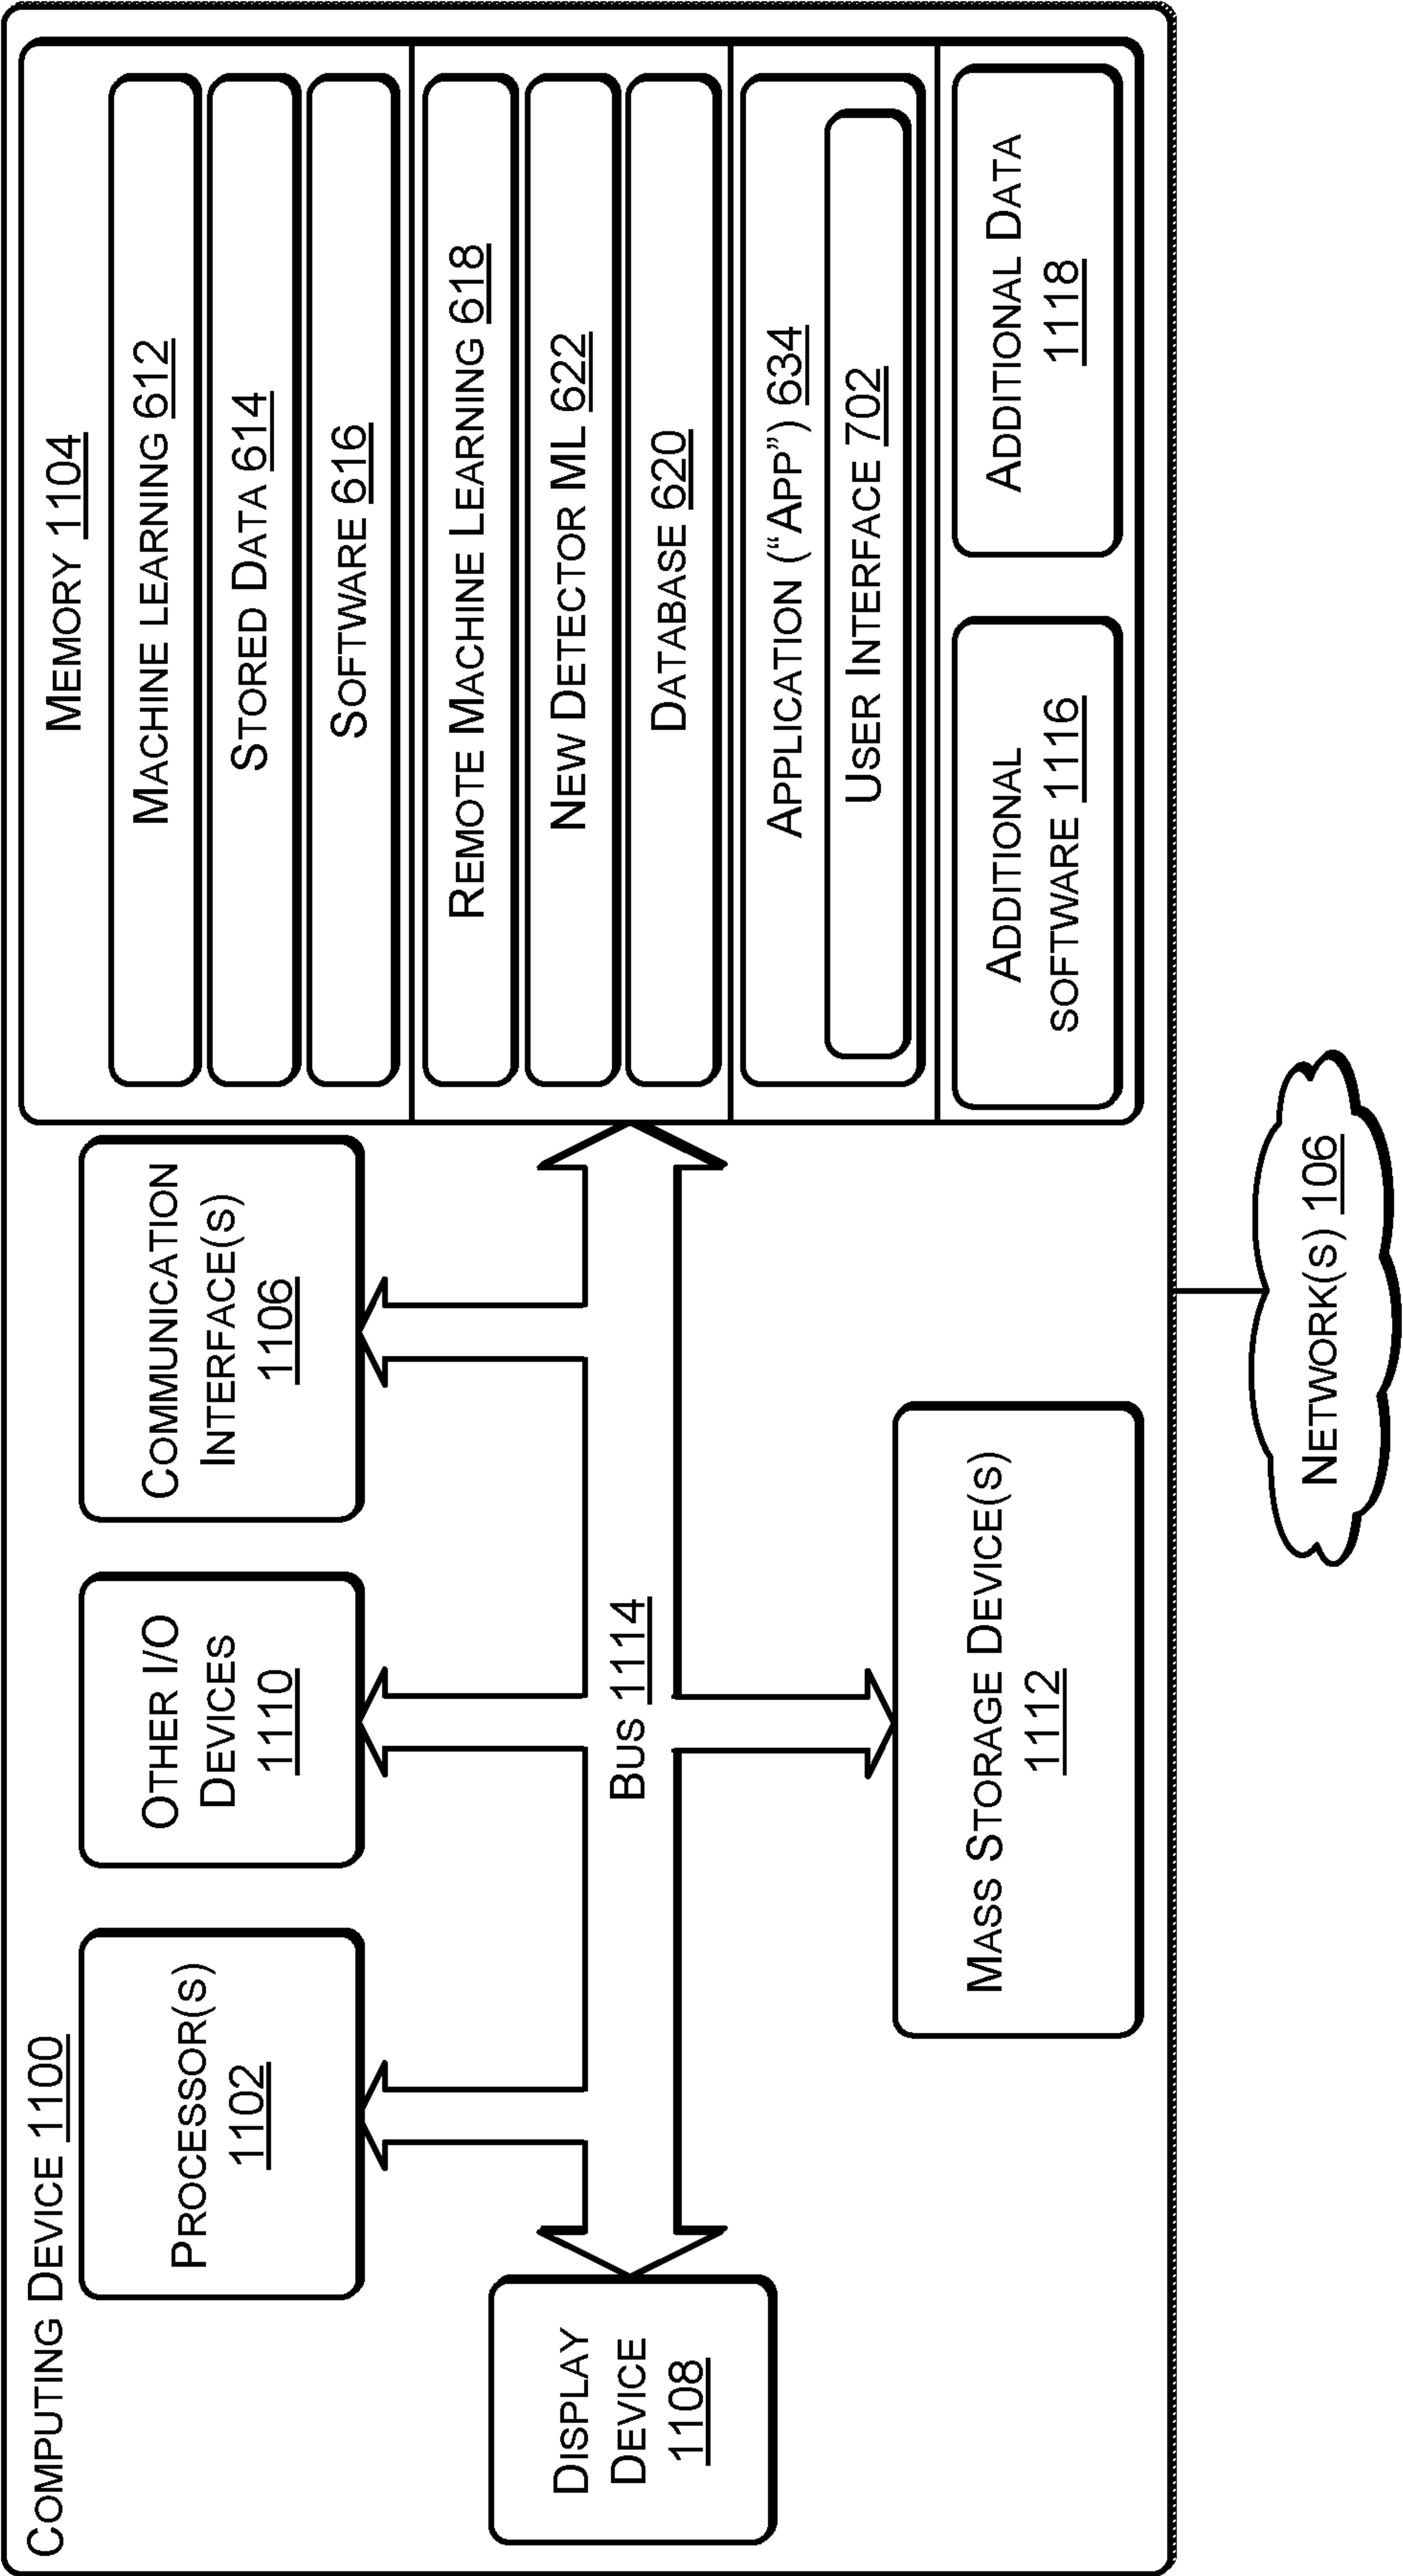 COMPUTING DEVICE 1100
PROCESSOR(S)
1102
OTHER I/O
DEVICES
1110
COMMUNICATION
INTERFACE(S)
1106
DISPLAY
DEVICE
1108
BUS 1114
MASS STORAGE DEVICE(S)
1112
MEMORY 1104
MACHINE LEARNING 612
STORED DATA 614
SOFTWARE 616
REMOTE MACHINE LEARNING 618
NEW DETECTOR ML 622
DATABASE 620
APPLICATION (“APP”) 634
USER INTERFACE 702
ADDITIONAL
SOFTWARE 1116
ADDITIONAL DATA
1118
NETWORK(S) 106